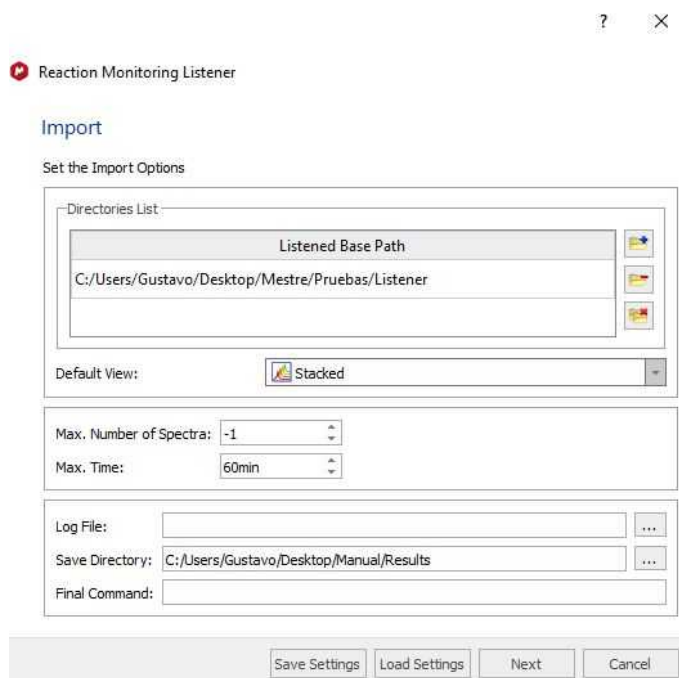 ?
Reaction Monitoring Listener
Import
Set the Import Options
Directories List
Listened Base Path
C:/Users/Gustavo/Desktop/Mestre/Pruebas/Listener
Default View: Stacked
Max. Number of Spectra: -1
Max. Time: 60min
Log File: ...
Save Directory: C:/Users/Gustavo/Desktop/Manual/Results ...
Final Command:
Save Settings Load Settings Next Cancel